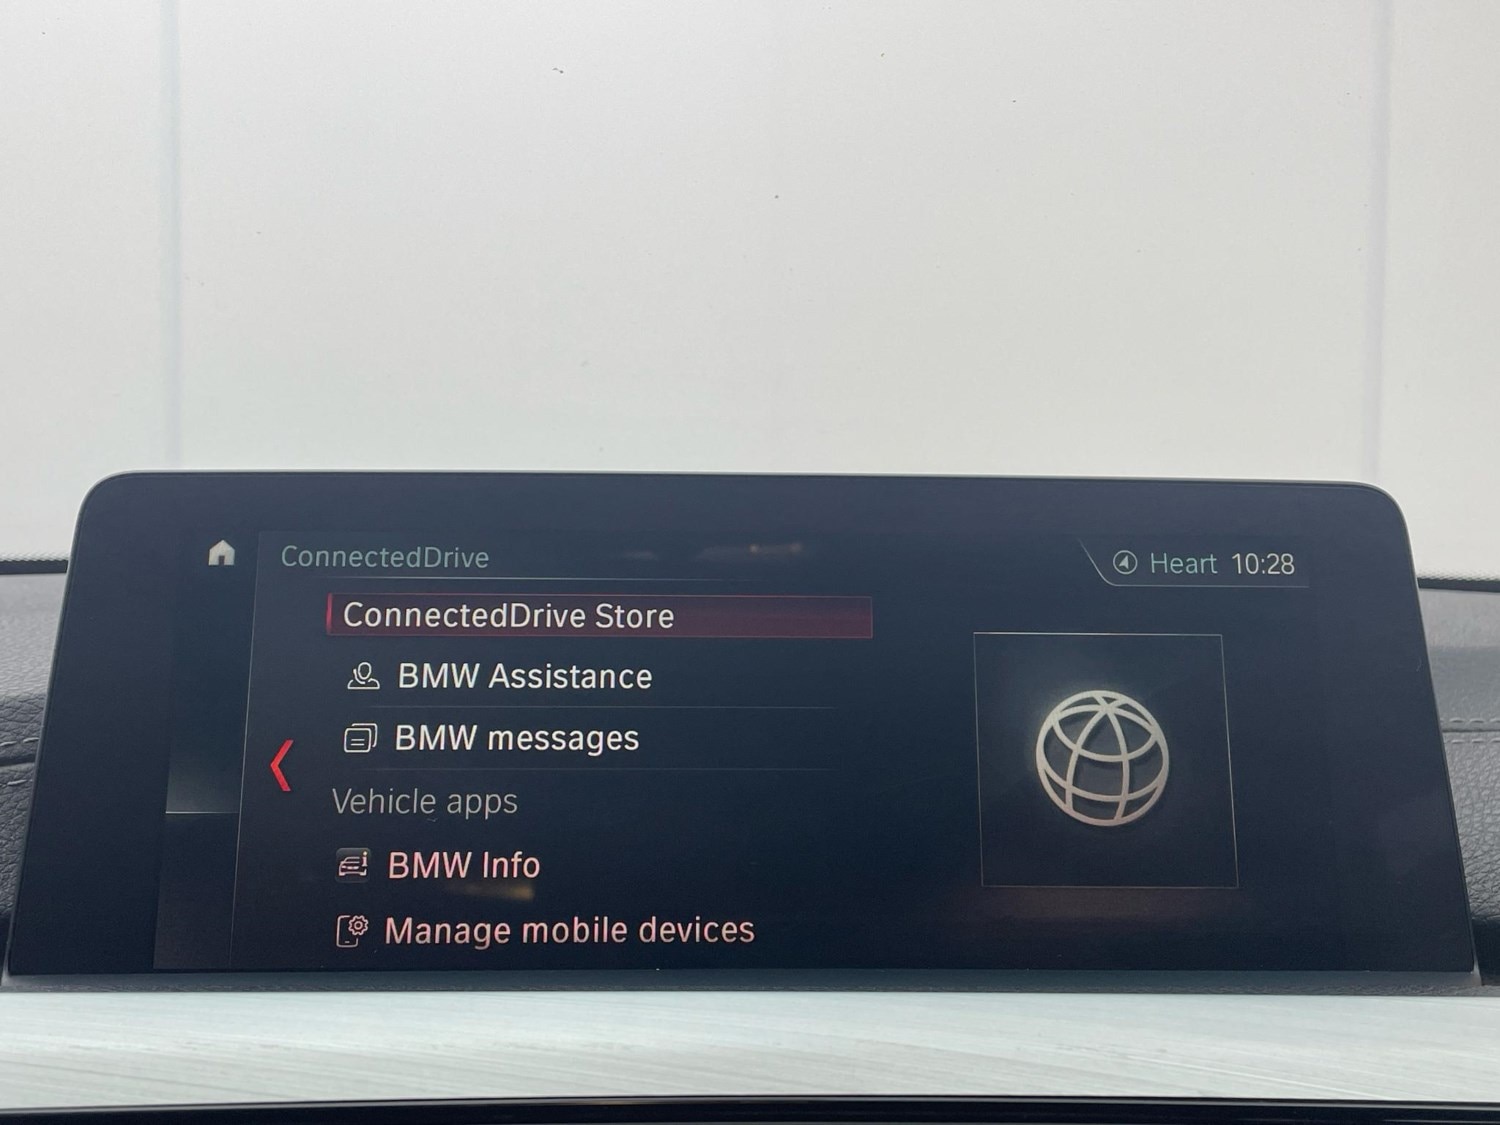 ConnectedDrive
Heart 10:28
ConnectedDrive Store
BMW Assistance
BMW messages
Vehicle apps
BMW Info
Manage mobile devices